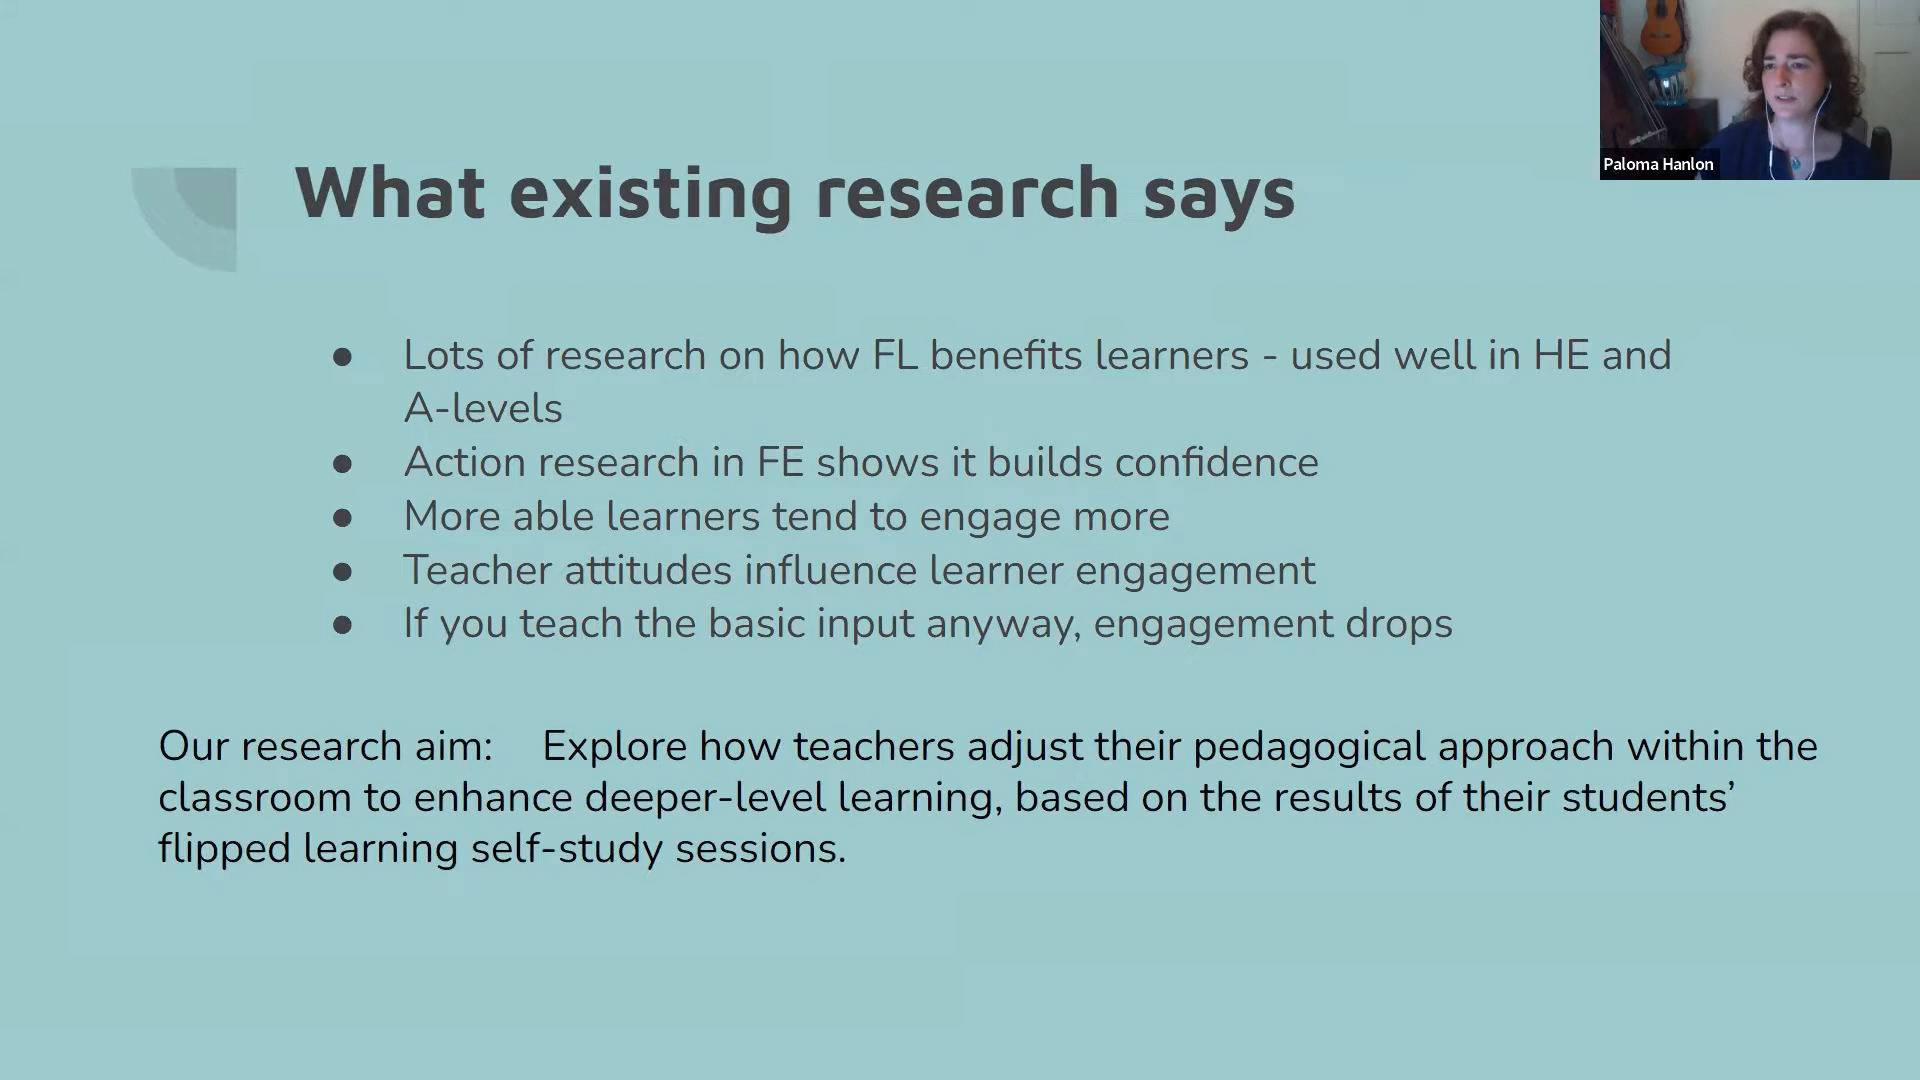 Paloma Hanlon
What existing research says
● Lots of research on how FL benefits learners - used well in HE and
A-levels
● Action research in FE shows it builds confidence
● More able learners tend to engage more
● Teacher attitudes influence learner engagement
● If you teach the basic input anyway, engagement drops
Our research aim: Explore how teachers adjust their pedagogical approach within the
classroom to enhance deeper-level learning, based on the results of their students’
flipped learning self-study sessions.